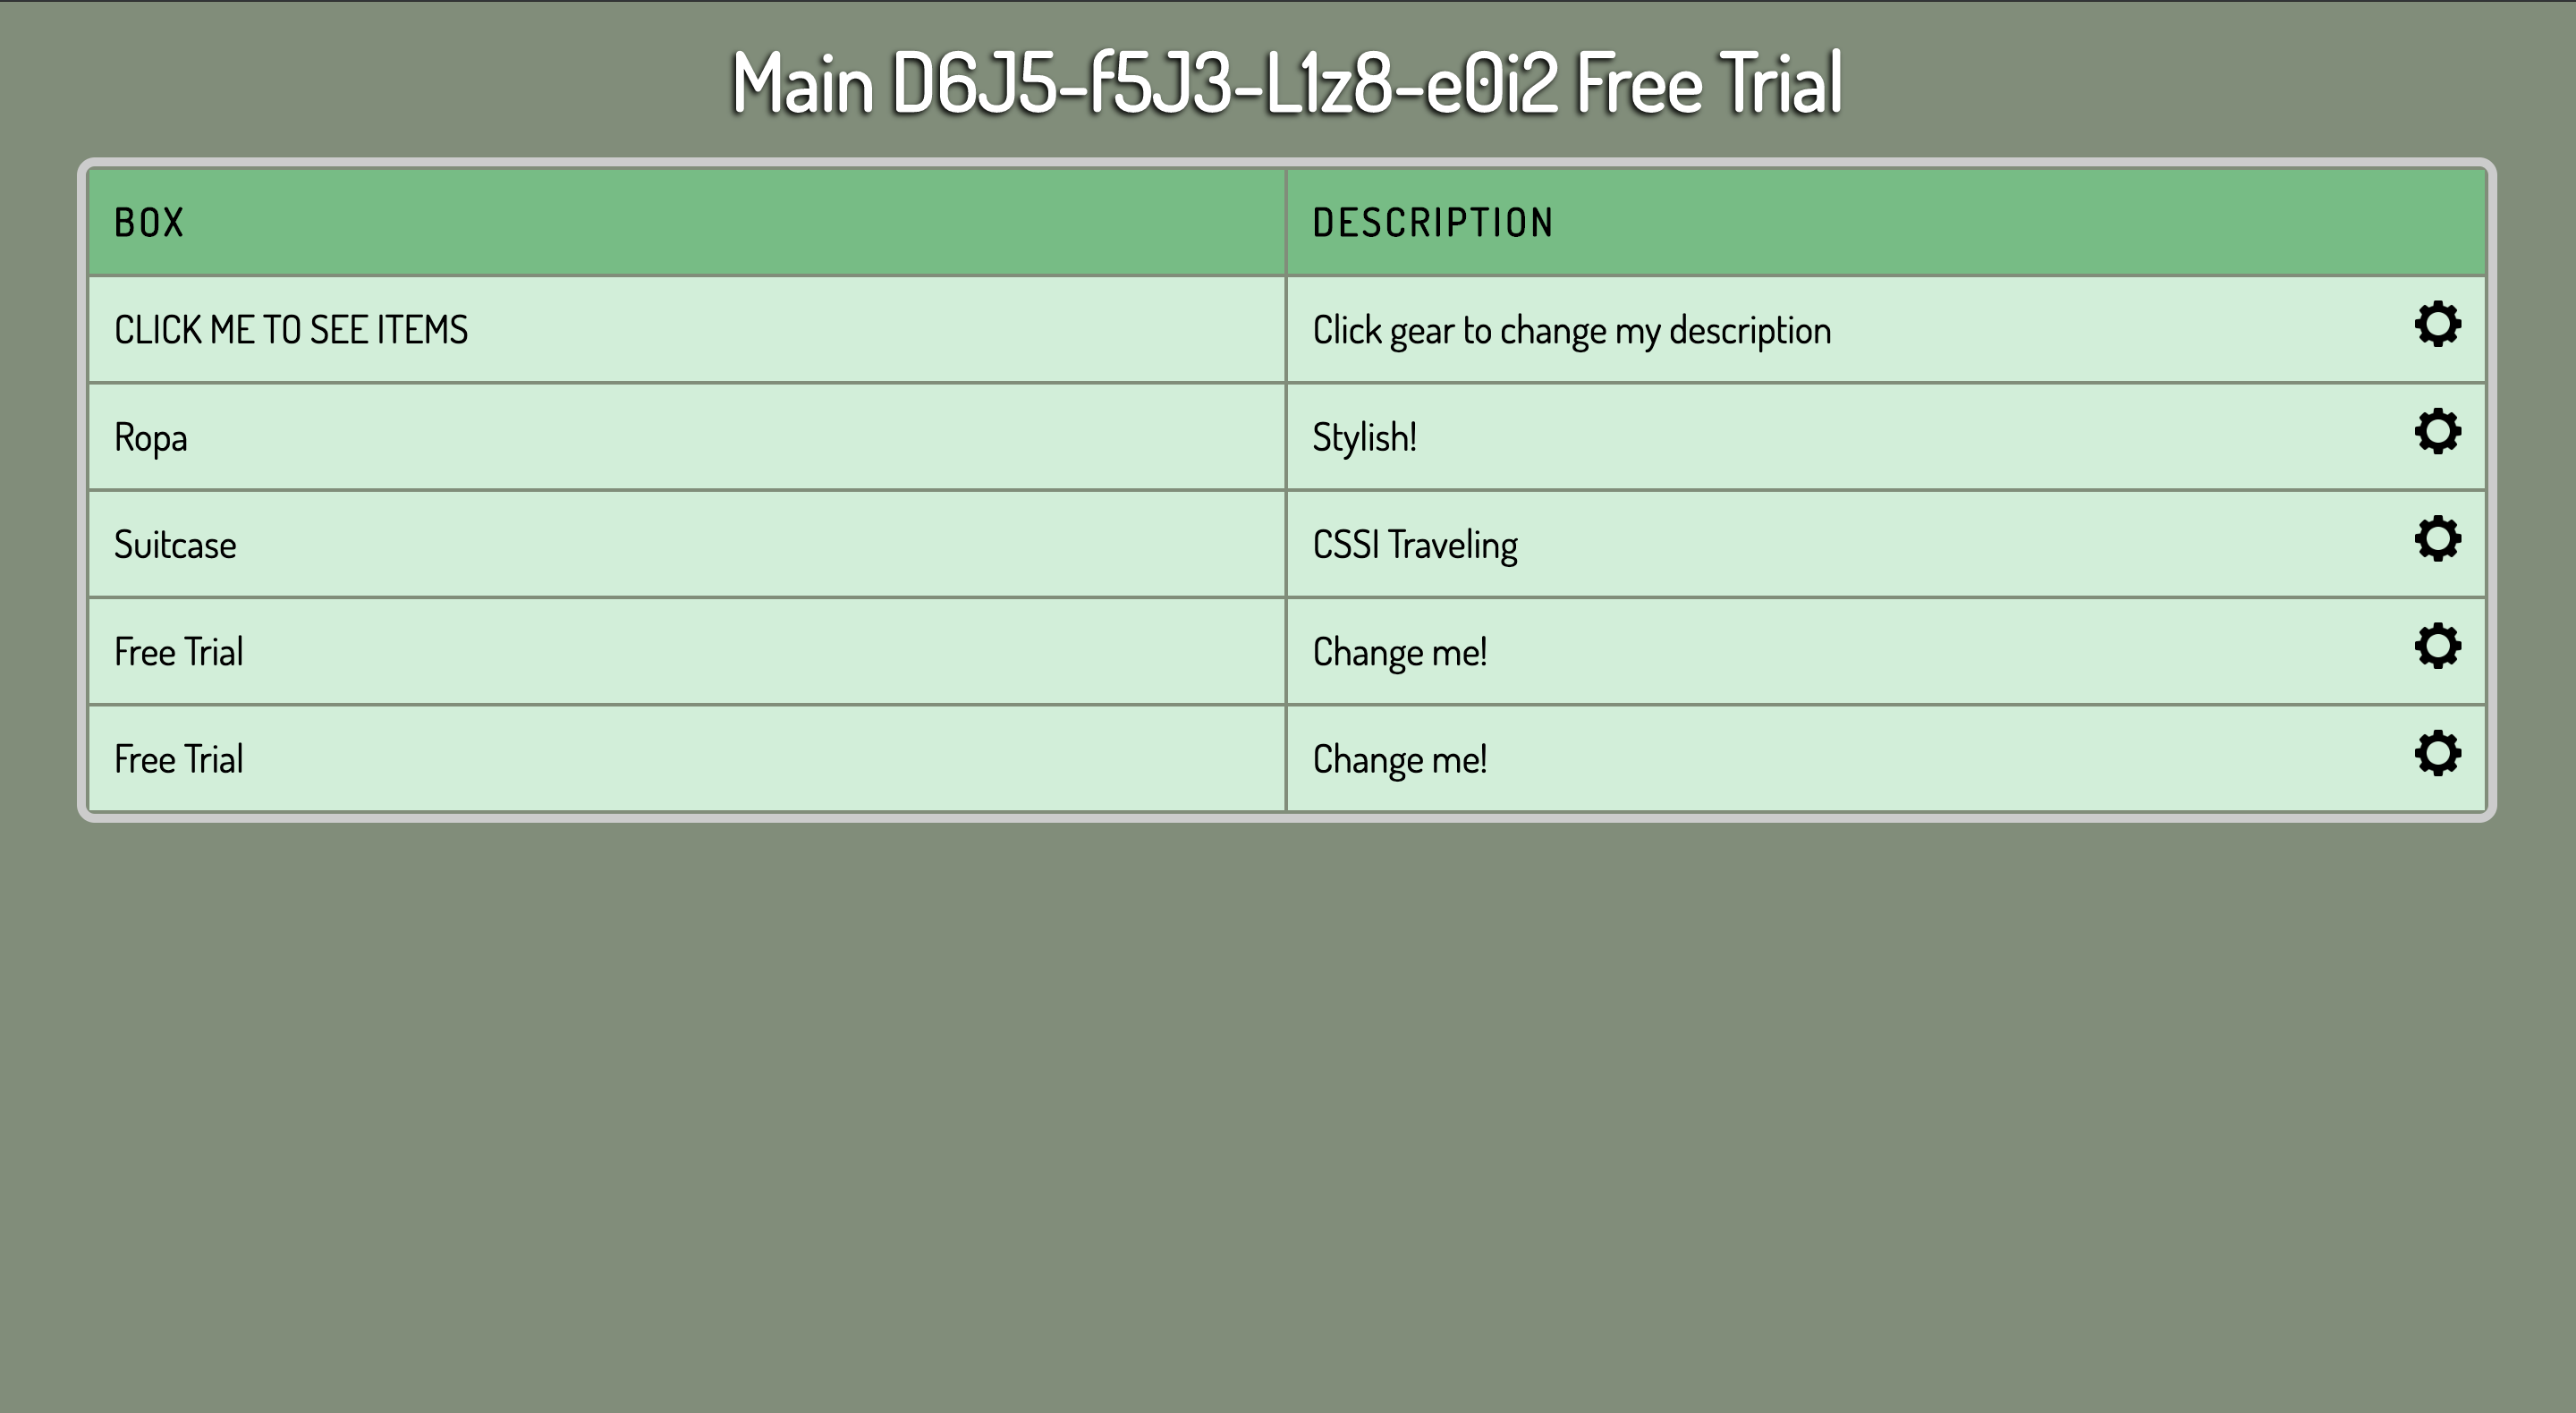 Main D6J5-f5J3-L1z8-e0i2 Free Trial
BOX DESCRIPTION
CLICK ME TO SEE ITEMS Click gear to change my description
Ropa Stylish!
Suitcase CSSI Traveling
Free Trial Change me!
Free Trial Change me!